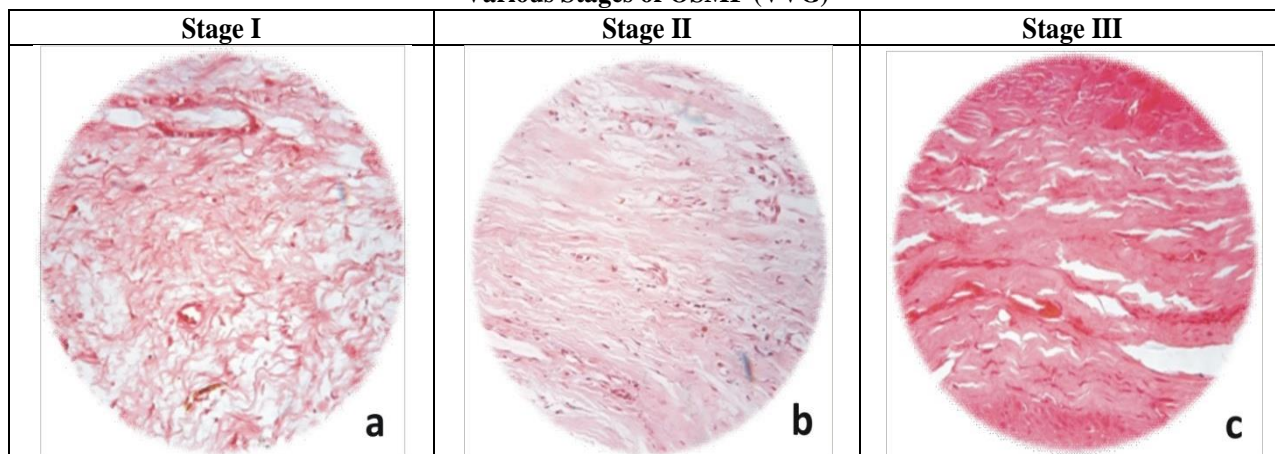 Various Stages of OSMF (VVG)
Stage I Stage II Stage III
a b c